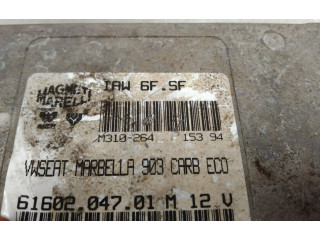 MAGNETI MARELLI
IAW 6F.SF
M310-264 153 94
VWSEAT MARBELLA 903 CARB ECO
61602.047.01 M 12 V